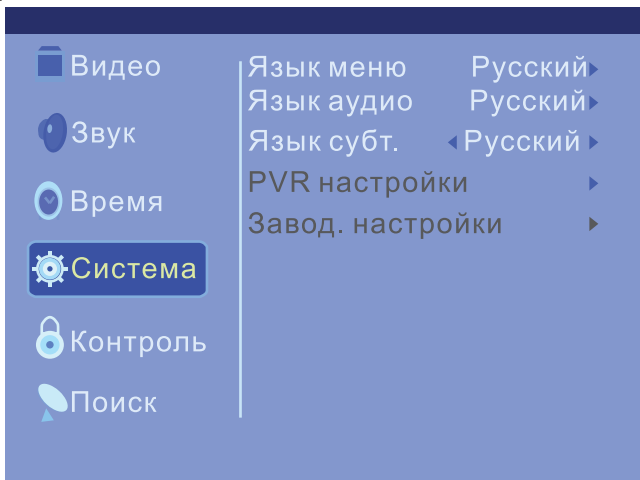 Видео
Звук
Время
Система
Контроль
Поиск
Язык меню Русский
Язык аудио Русский
Язык субт. Русский
PVR настройки
Завод. настройки